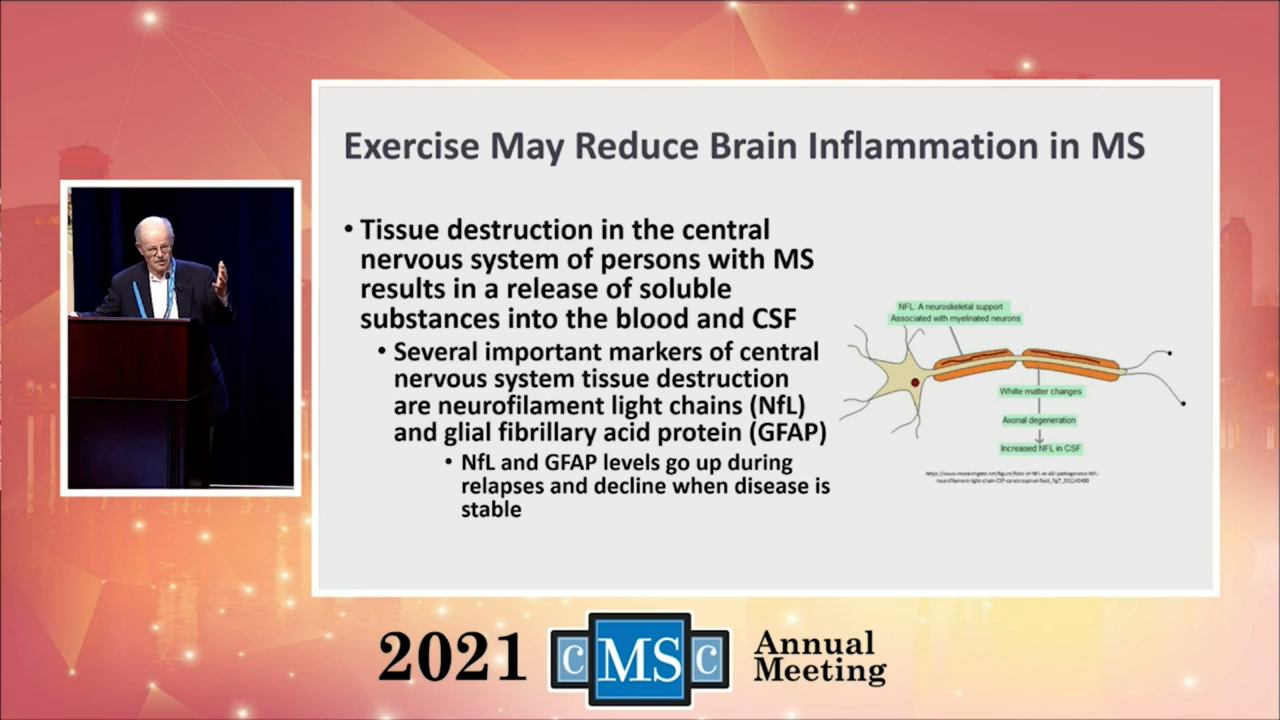 Exercise May Reduce Brain Inflammation in MS
• Tissue destruction in the central
nervous system of persons with MS
results in a release of soluble
substances into the blood and CSF
• Several important markers of central
nervous system tissue destruction
are neurofilament light chains (NfL)
and glial fibrillary acid protein (GFAP)
• NfL and GFAP levels go up during
relapses and decline when disease is
stable
NFL: A neuroskeletal support
Associated with myelinated neurons
White matter changes
Axonal degeneration
Increased NFL in CSF
2021
CMSC
Annual
Meeting